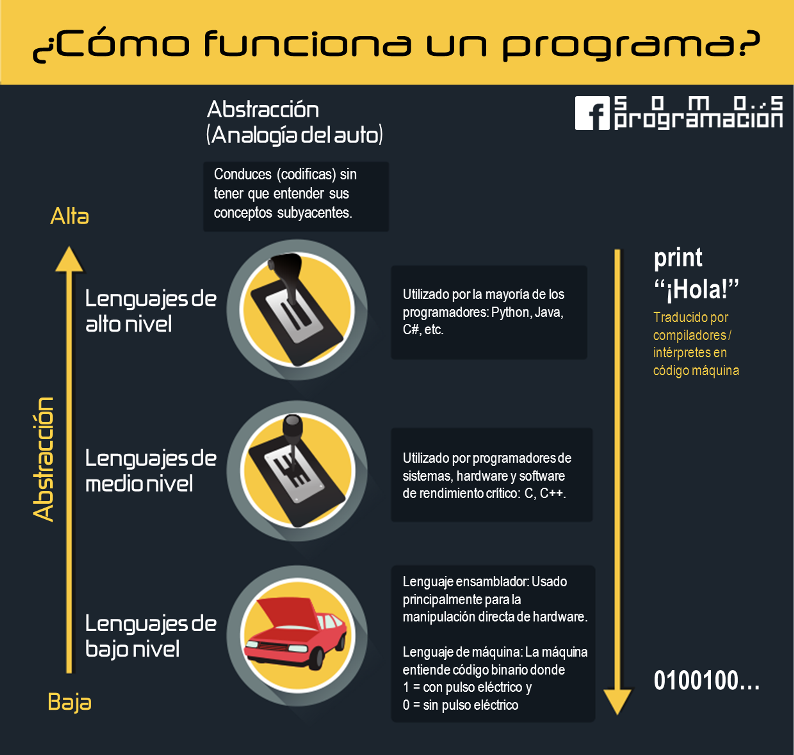 ¿Cómo funciona un programa?
Abstracción
(Analogía del auto)
somos
programación
Conduces (codificas) sin
tener que entender sus
conceptos subyacentes.
Alta
Abstracción
Baja
Lenguajes de
alto nivel
Utilizado por la mayoría de los
programadores: Python, Java,
C#, etc.
Lenguajes de
medio nivel
Utilizado por programadores de
sistemas, hardware y software
de rendimiento crítico: C, C++.
Lenguajes de
bajo nivel
Lenguaje ensamblador: Usado
principalmente para la
manipulación directa de hardware.
Lenguaje de máquina: La máquina
entiende código binario donde
1 = con pulso eléctrico y
0 = sin pulso eléctrico
print
“¡Hola!”
Traducido por
compiladores /
intérpretes en
código máquina
0100100…